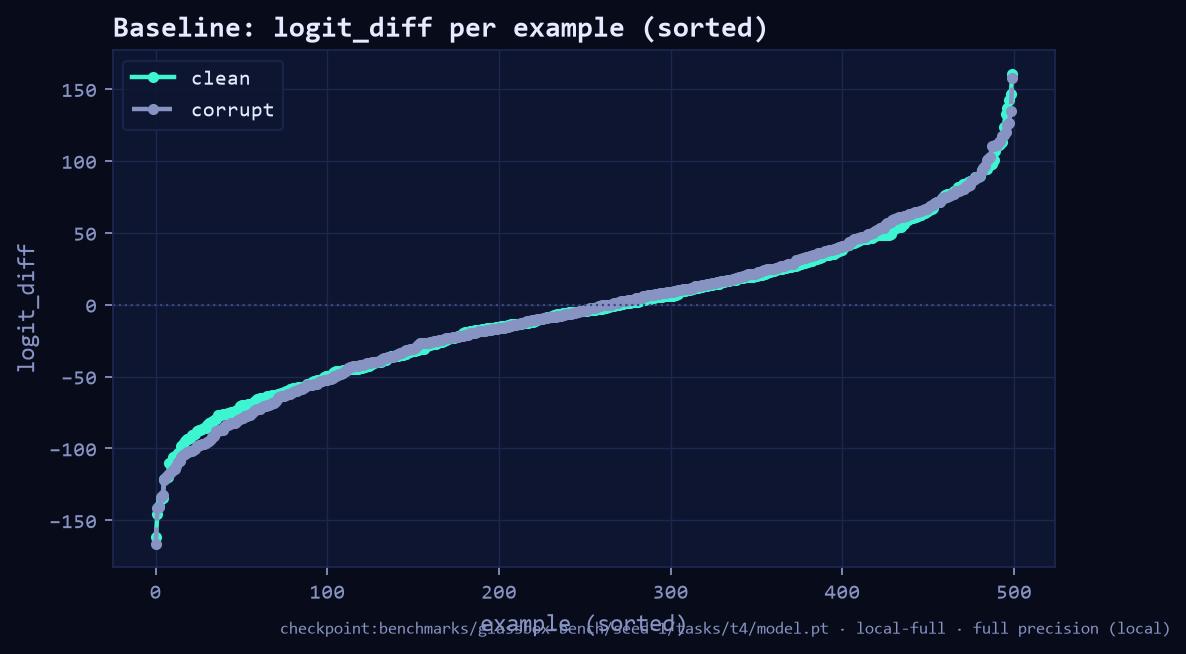 Baseline: logit_diff per example (sorted)
clean
corrupt
logit_diff
150
100
50
0
−50
−100
−150
0
100
200
300
400
500
example (sorted)
checkpoint:benchmarks/glassbox-bench/seed-1/tasks/t4/model.pt · local-full · full precision (local)